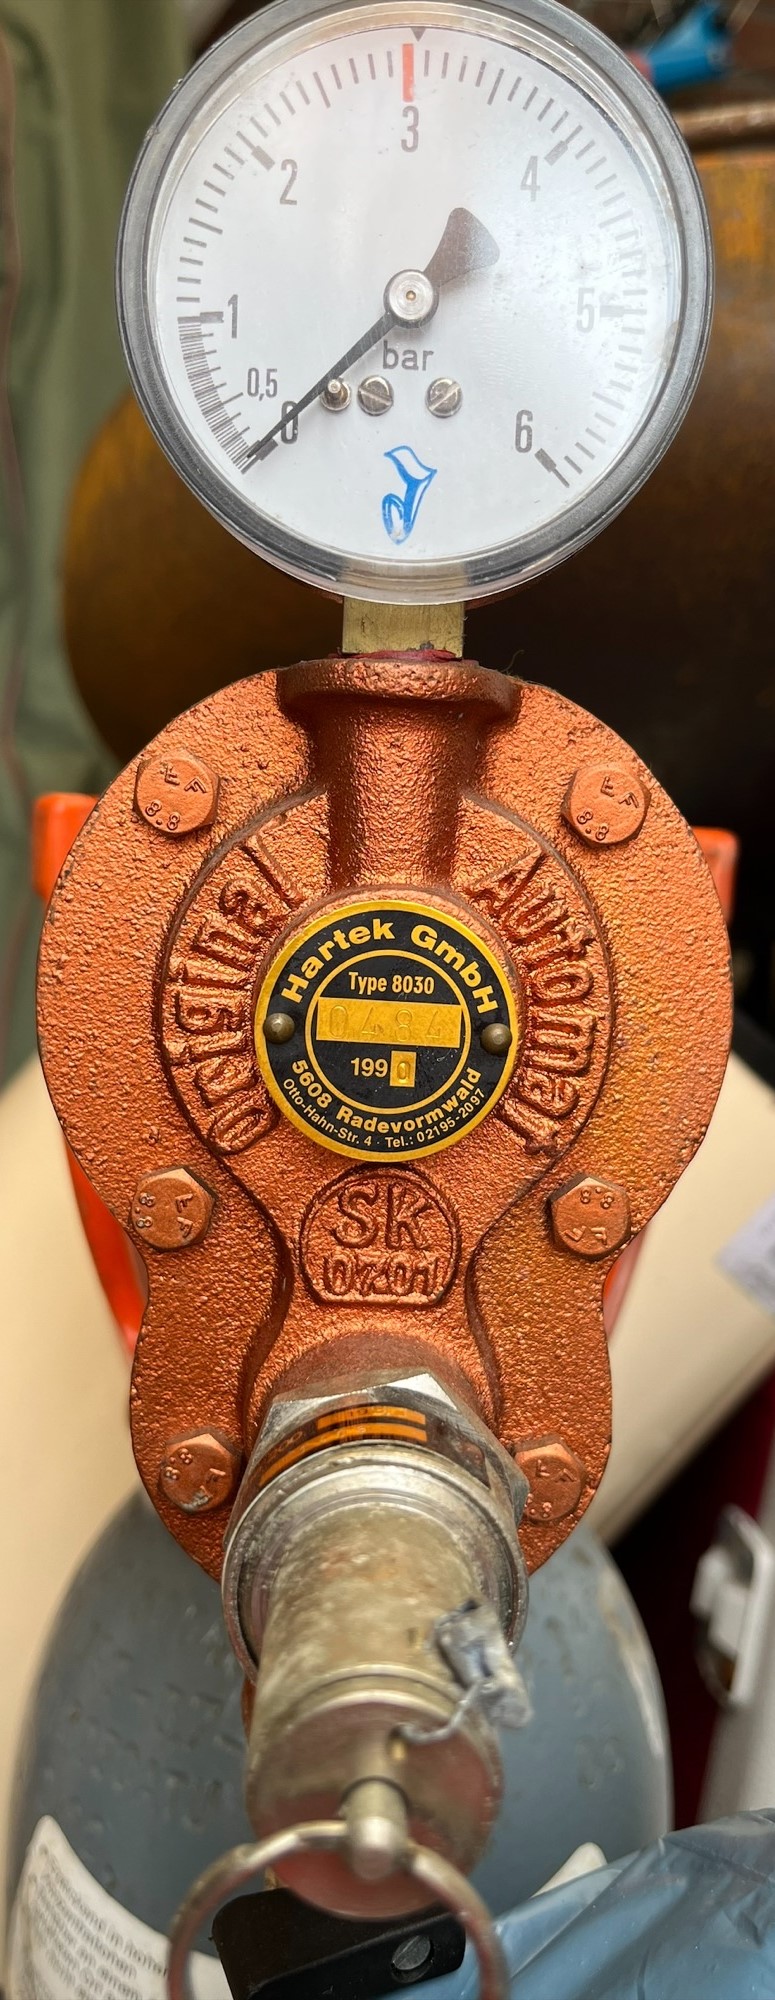 3
2
4
1
5
0,5
bar
0
6
8.8
8.8
Original
Automat
Hartek GmbH
Type 8030
0484
1990
5608 Radevormwald
Otto-Hahn-Str. 4 · Tel.: 02195-2097
SK
8.8
8.8
8.8